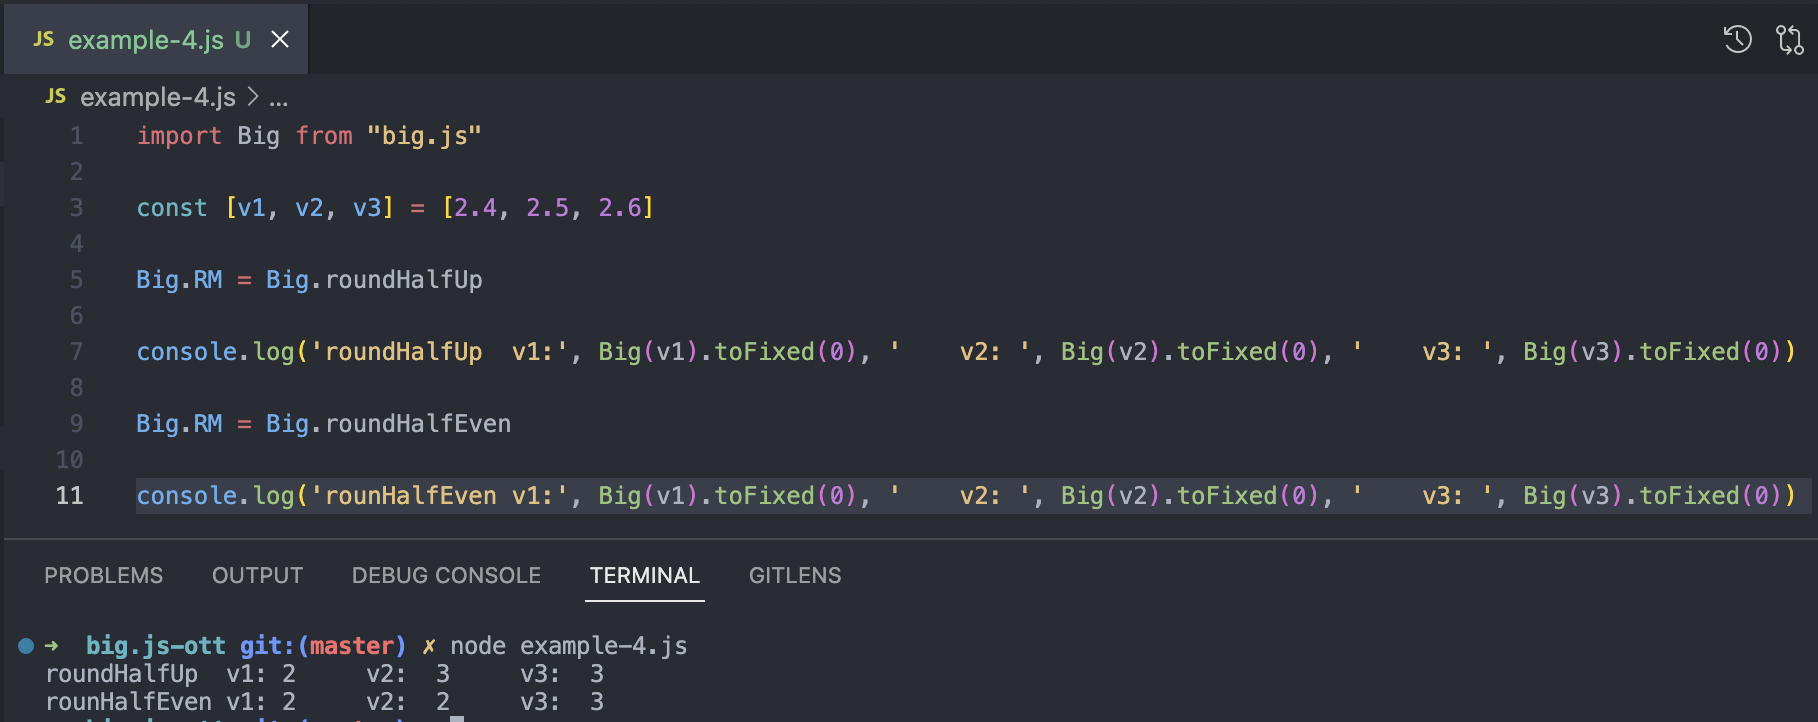 JS example-4.js U
JS example-4.js > ...
1 import Big from "big.js"
2
3 const [v1, v2, v3] = [2.4, 2.5, 2.6]
4
5 Big.RM = Big.roundHalfUp
6
7 console.log('roundHalfUp  v1:', Big(v1).toFixed(0), '    v2: ', Big(v2).toFixed(0), '    v3: ', Big(v3).toFixed(0))
8
9 Big.RM = Big.roundHalfEven
10
11 console.log('rounHalfEven v1:', Big(v1).toFixed(0), '    v2: ', Big(v2).toFixed(0), '    v3: ', Big(v3).toFixed(0))
PROBLEMS OUTPUT DEBUG CONSOLE TERMINAL GITLENS
➜  big.js-ott git:(master) ✗ node example-4.js
roundHalfUp  v1: 2     v2:  3     v3:  3
rounHalfEven v1: 2     v2:  2     v3:  3